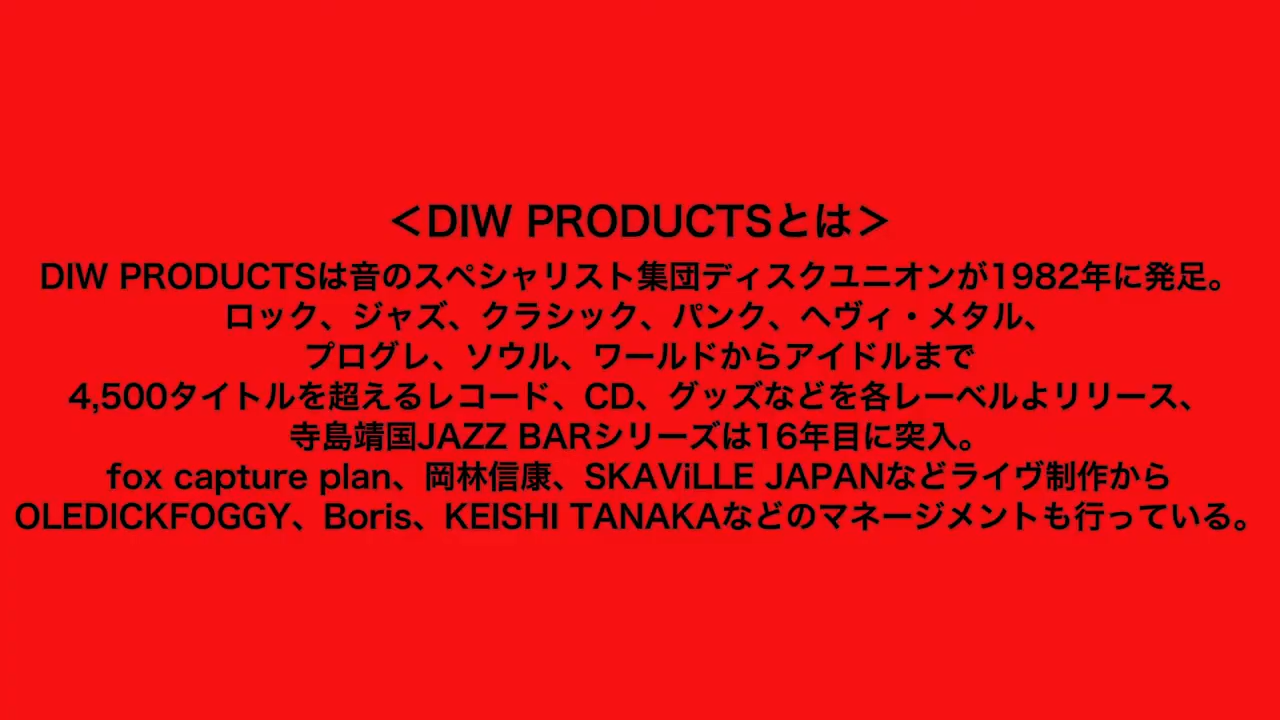 ＜DIW PRODUCTSとは＞
DIW PRODUCTSは音のスペシャリスト集団ディスクユニオンが1982年に発足。
ロック、ジャズ、クラシック、パンク、ヘヴィ・メタル、
プログレ、ソウル、ワールドからアイドルまで
4,500タイトルを超えるレコード、CD、グッズなどを各レーベルよりリリース、
寺島靖国JAZZ BARシリーズは16年目に突入。
fox capture plan、岡林信康、SKAViLLE JAPANなどライヴ制作から
OLEDICKFOGGY、Boris、KEISHI TANAKAなどのマネージメントも行っている。